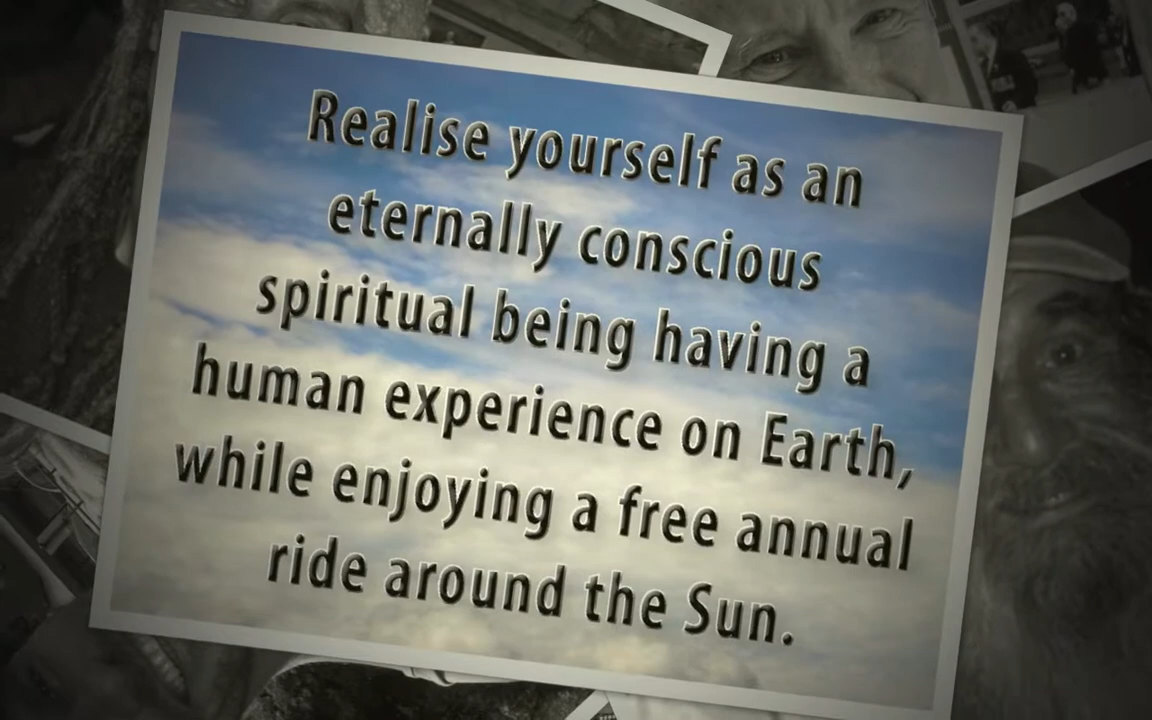 Realise yourself as an
eternally conscious
spiritual being having a
human experience on Earth,
while enjoying a free annual
ride around the Sun.